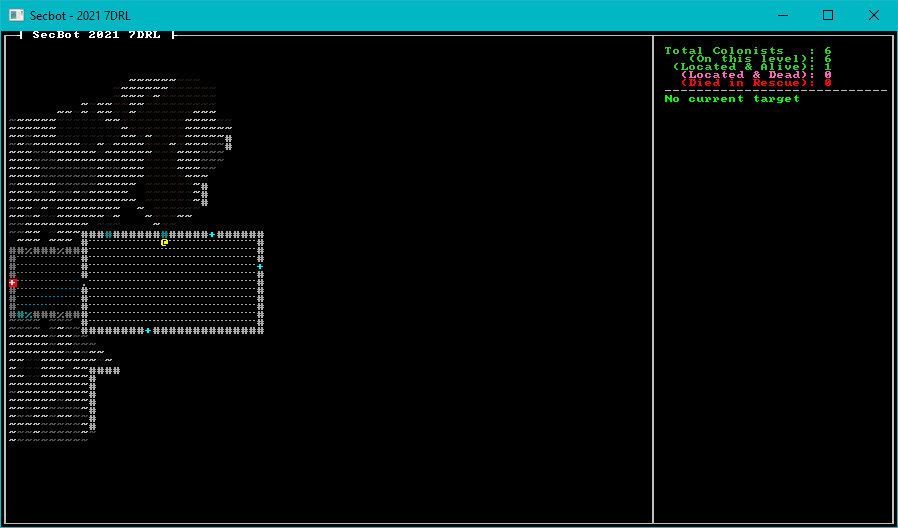 Secbot - 2021 7DRL
SecBot 2021 7DRL
Total Colonists   : 6
(On this level): 6
(Located & Alive): 1
(Located & Dead): 0
(Died in Rescue): 0
No current target